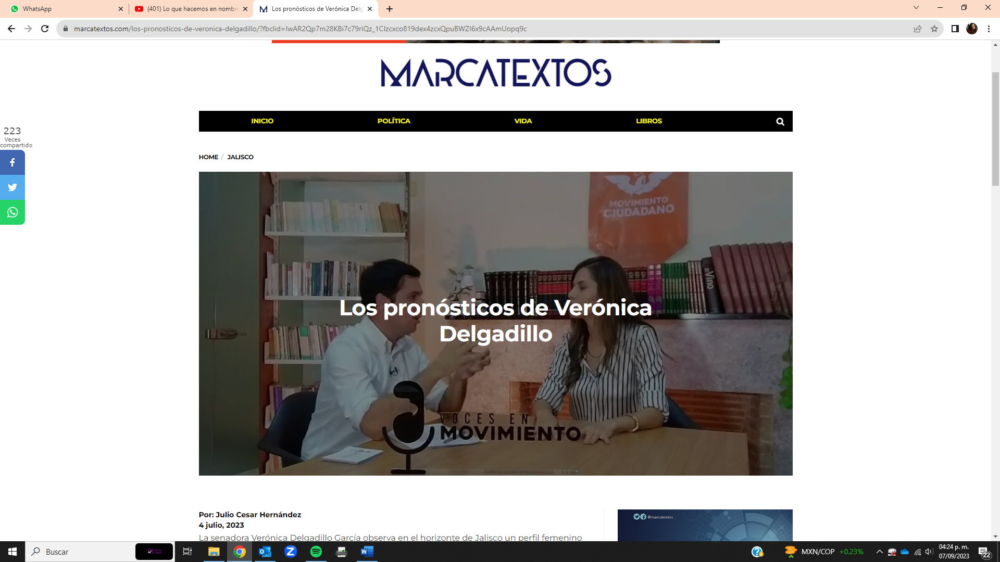 WhatsApp
(401) Lo que hacemos en nombre
Los pronósticos de Verónica Delg
marcatextos.com/los-pronosticos-de-veronica-delgadillo/?fbclid=IwAR2Qp7m28KBi7c79riQz_1Clzcxco819dex4zcxQpuBWZl6x9cAAmUopq9c
MARCATEXTOS
INICIO POLÍTICA VIDA LIBROS
223
Veces
compartido
HOME / JALISCO
MOVIMIENTO
CIUDADANO
El Vino
Los pronósticos de Verónica
Delgadillo
VOCES EN
MOVIMIENTO
Por: Julio Cesar Hernández
4 julio, 2023
@marcatextos
La senadora Verónica Delgadillo García observa en el horizonte de Jalisco un perfil femenino
Buscar
MXN/COP +0.23%
04:24 p. m.
07/09/2023
22